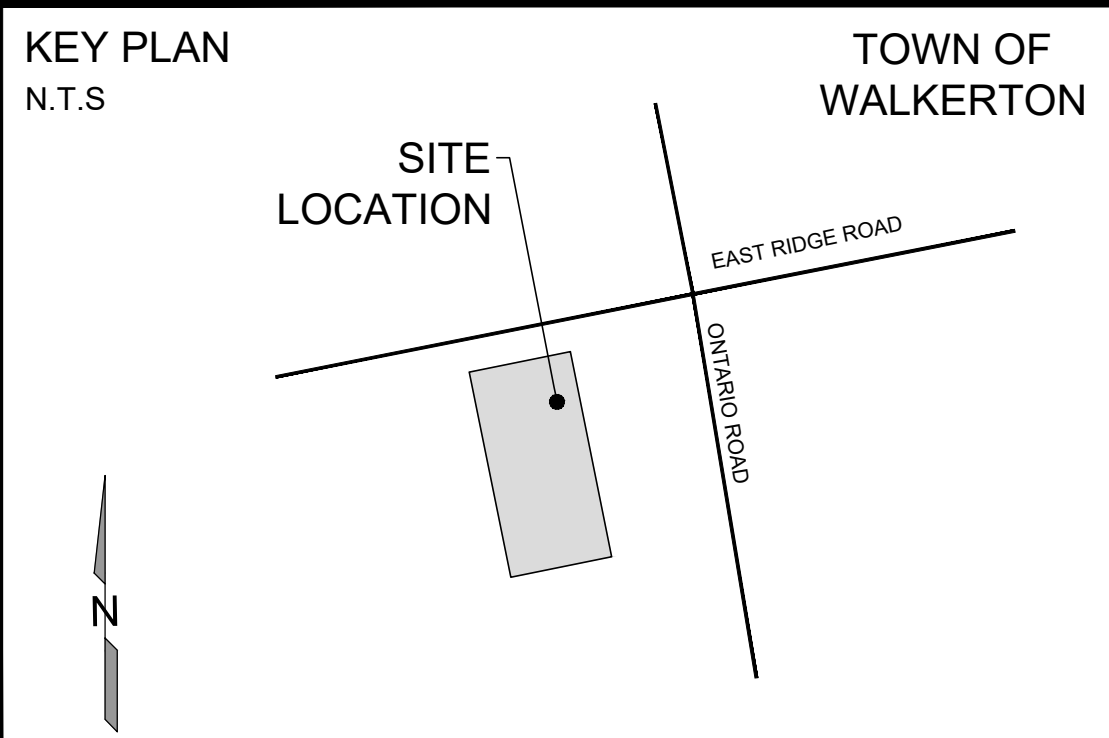 KEY PLAN
N.T.S
TOWN OF
WALKERTON
SITE
LOCATION
EAST RIDGE ROAD
ONTARIO ROAD
N